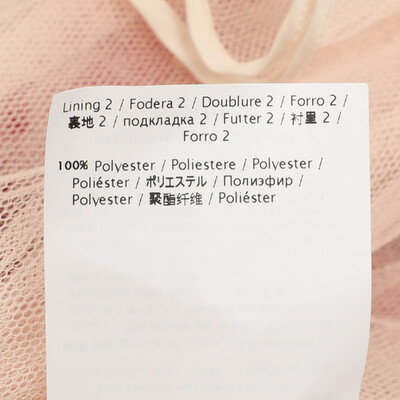 Lining 2 / Fodera 2 / Doublure 2 / Forro 2 /
裏地 2 / подкладка 2 / Futter 2 / 衬里 2 /
Forro 2
100% Polyester / Poliestere / Polyester /
Poliéster / ポリエステル / Полиэфир /
Polyester / 聚酯纤维 / Poliéster